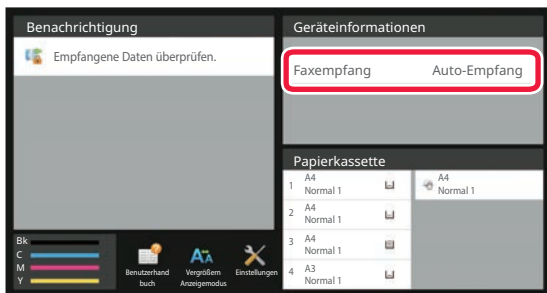 Benachrichtigung
Empfangene Daten überprüfen.
Geräteinformationen
Faxempfang Auto-Empfang
Papierkassette
1 A4
Normal 1
A4
Normal 1
2 A4
Normal 1
3 A4
Normal 1
4 A3
Normal 1
Bk
C
M
Y
Benutzerhand
buch
Vergrößern
Anzeigemodus
Einstellungen